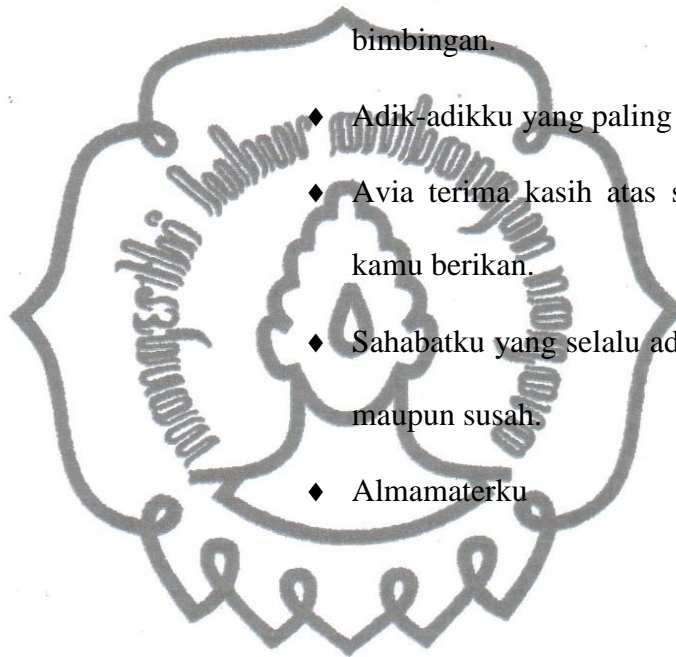 bimbingan.
♦ Adik-adikku yang paling
♦ Avia terima kasih atas s
kamu berikan.
♦ Sahabatku yang selalu ad
maupun susah.
♦ Almamaterku